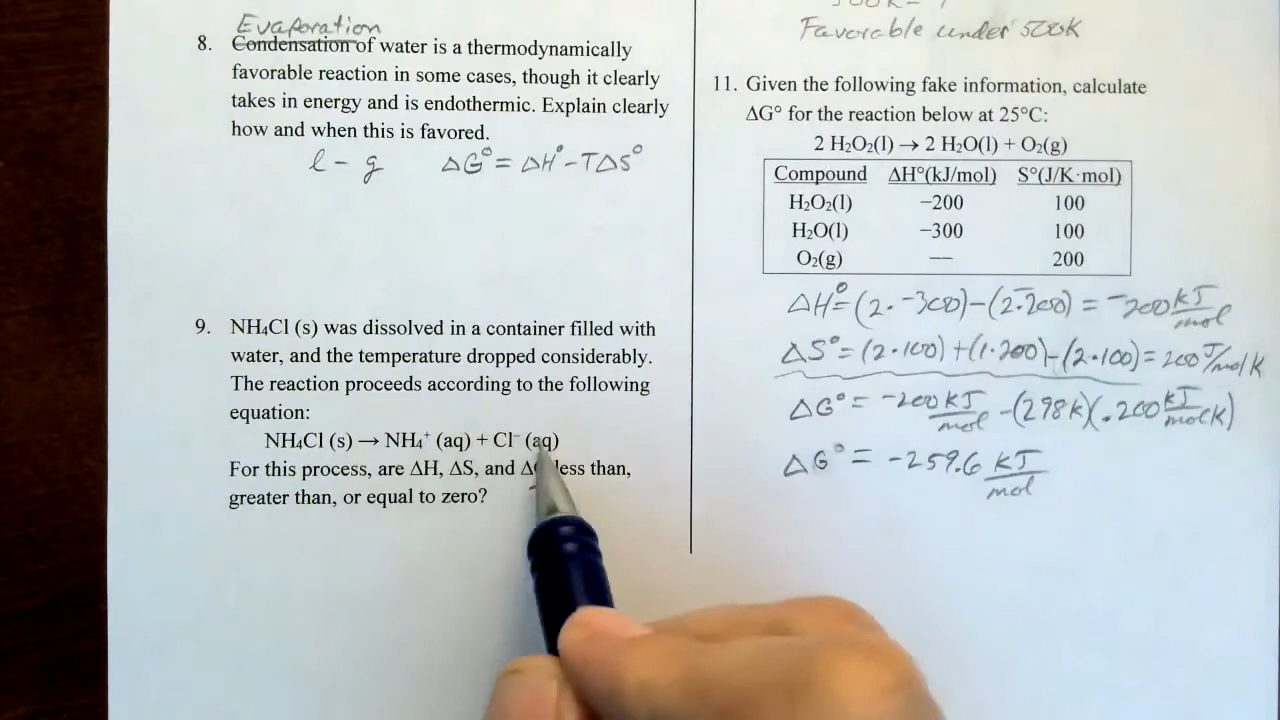 Evaporation
8. Condensation of water is a thermodynamically
favorable reaction in some cases, though it clearly
takes in energy and is endothermic. Explain clearly
how and when this is favored.
l – g ΔG° = ΔH° – TΔS°
9. NH₄Cl (s) was dissolved in a container filled with
water, and the temperature dropped considerably.
The reaction proceeds according to the following
equation:
NH₄Cl (s) → NH₄⁺ (aq) + Cl⁻ (aq)
For this process, are ΔH, ΔS, and less than,
greater than, or equal to zero?
Favorable under 500K
11. Given the following fake information, calculate
ΔG° for the reaction below at 25°C:
2 H₂O₂(l) → 2 H₂O(l) + O₂(g)
Compound ΔH°(kJ/mol) S°(J/K·mol)
H₂O₂(l) −200 100
H₂O(l) −300 100
O₂(g) — 200
ΔH° = (2 · -300) – (2 · -200) = -200 kJ/mol
ΔS° = (2·100) + (1·200) – (2·100) = 200 J/molK
ΔG° = -200 kJ/mol – (298K)(.200 kJ/molK)
ΔG° = -259.6 kJ/mol